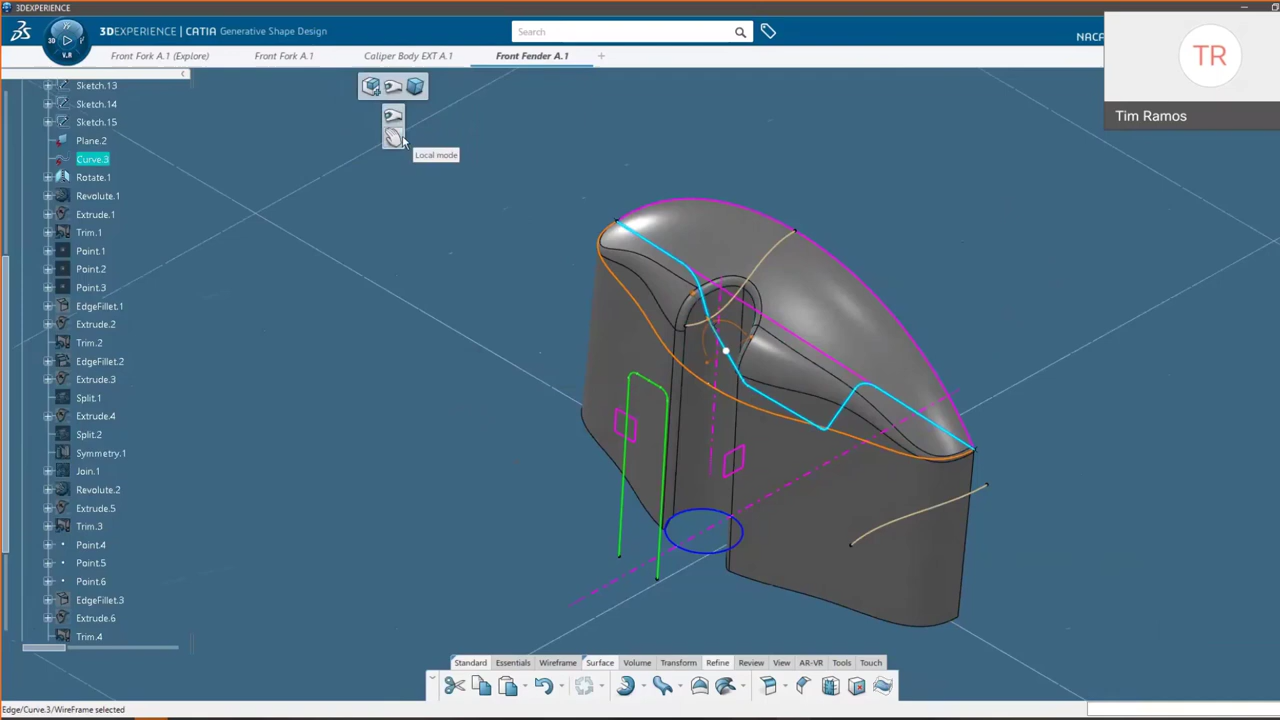 3DEXPERIENCE
3DEXPERIENCE | CATIA Generative Shape Design
Search
NACA
3D
V.R
Front Fork A.1 (Explore)
Front Fork A.1
Caliper Body EXT A.1
Front Fender A.1
TR
Tim Ramos
Local mode
Sketch.13
Sketch.14
Sketch.15
Plane.2
Curve.3
Rotate.1
Revolute.1
Extrude.1
Trim.1
Point.1
Point.2
Point.3
EdgeFillet.1
Extrude.2
Trim.2
EdgeFillet.2
Extrude.3
Split.1
Extrude.4
Split.2
Symmetry.1
Join.1
Revolute.2
Extrude.5
Trim.3
Point.4
Point.5
Point.6
EdgeFillet.3
Extrude.6
Trim.4
Standard Essentials Wireframe Surface Volume Transform Refine Review View AR-VR Tools Touch
Edge/Curve.3/WireFrame selected